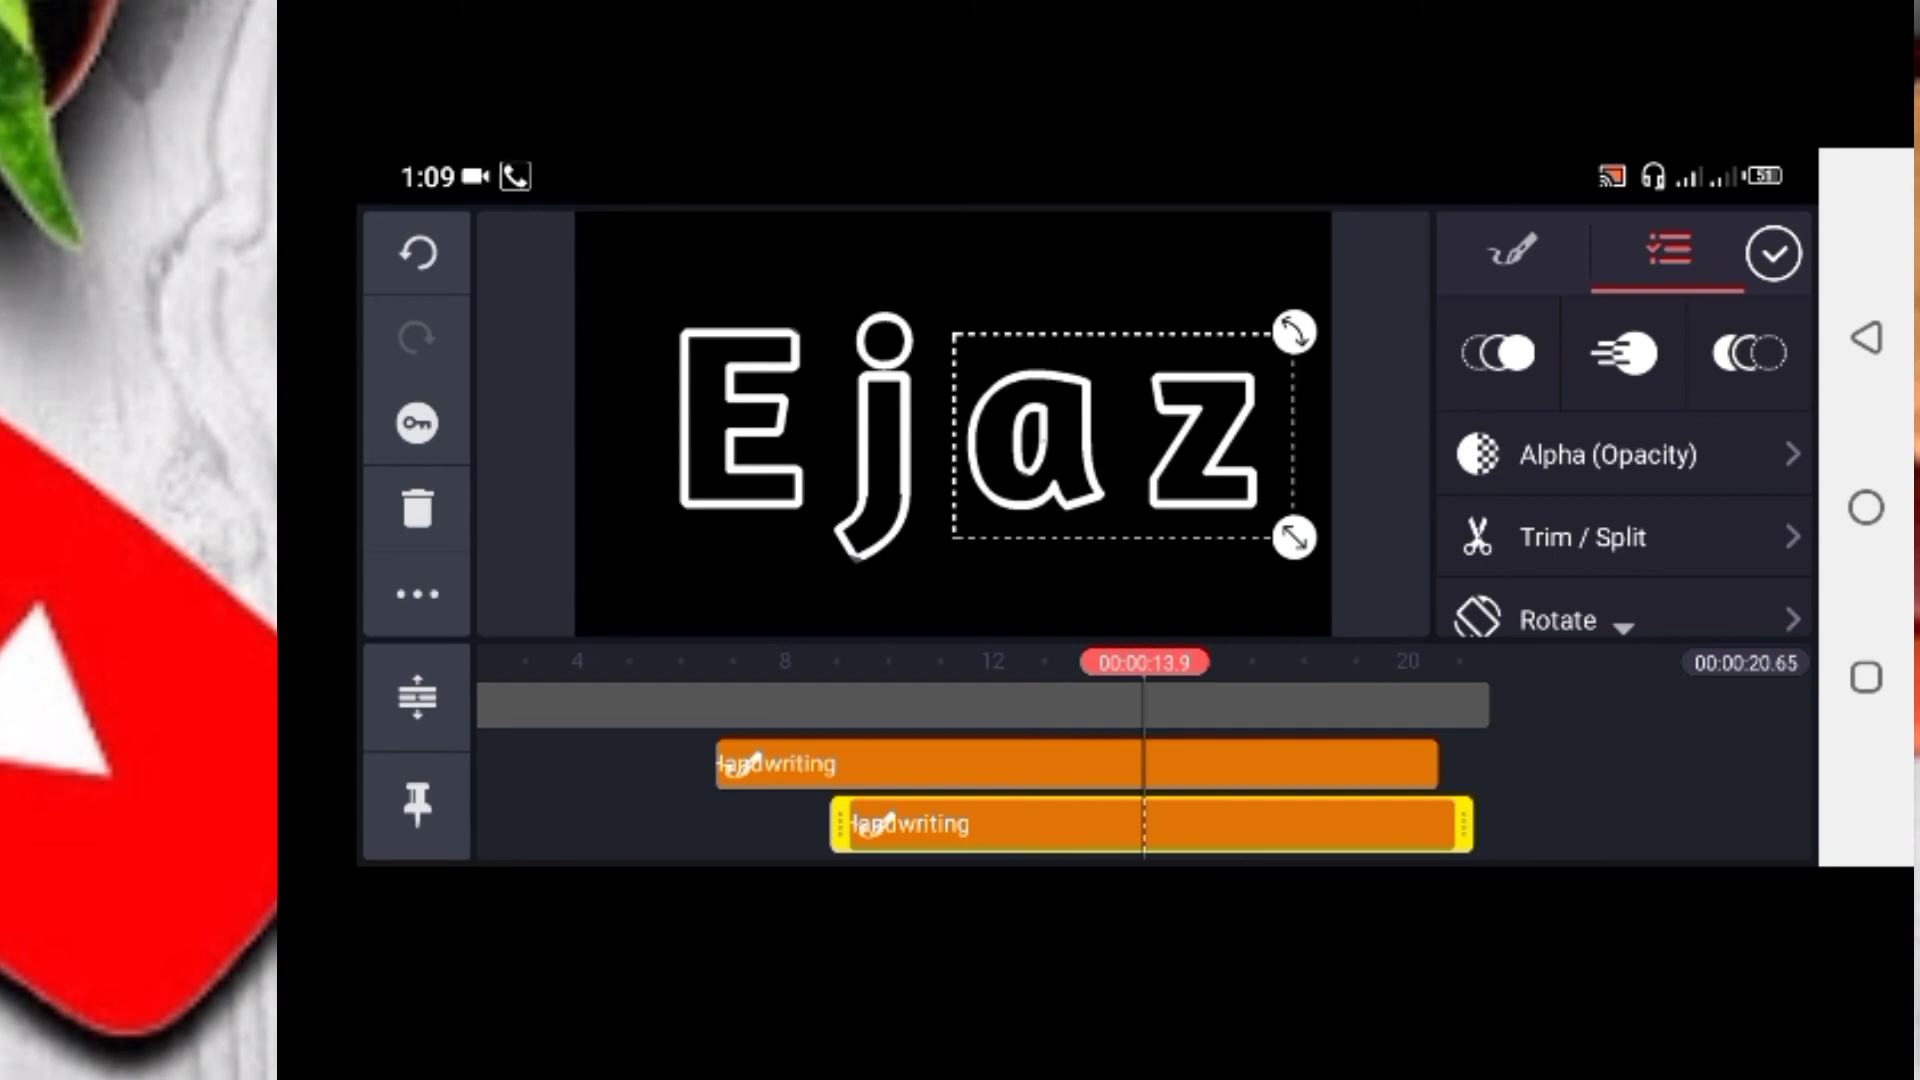 1:09
51
Ejaz
Alpha (Opacity)
Trim / Split
Rotate
4
8
12
00:00:13.9
20
00:00:20.65
Handwriting
Handwriting